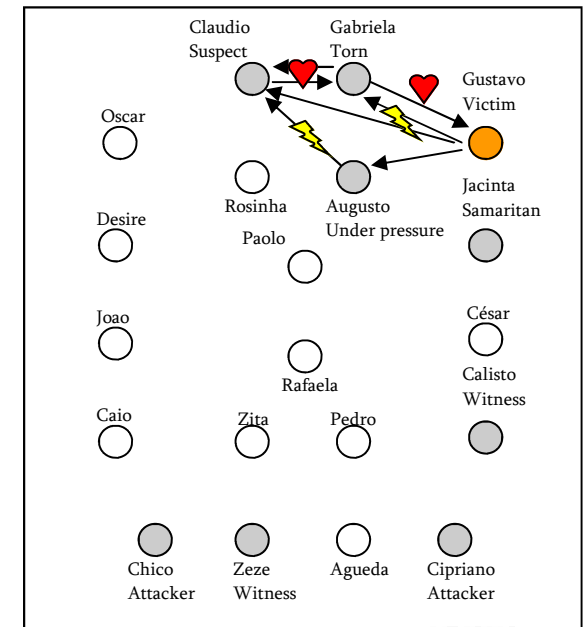 Claudio
Suspect
Gabriela
Torn
Gustavo
Victim
Oscar
Rosinha
Augusto
Under pressure
Jacinta
Samaritan
Desire
Paolo
Joao
César
Rafaela
Calisto
Witness
Caio
Zita
Pedro
Chico
Attacker
Zeze
Witness
Agueda
Cipriano
Attacker